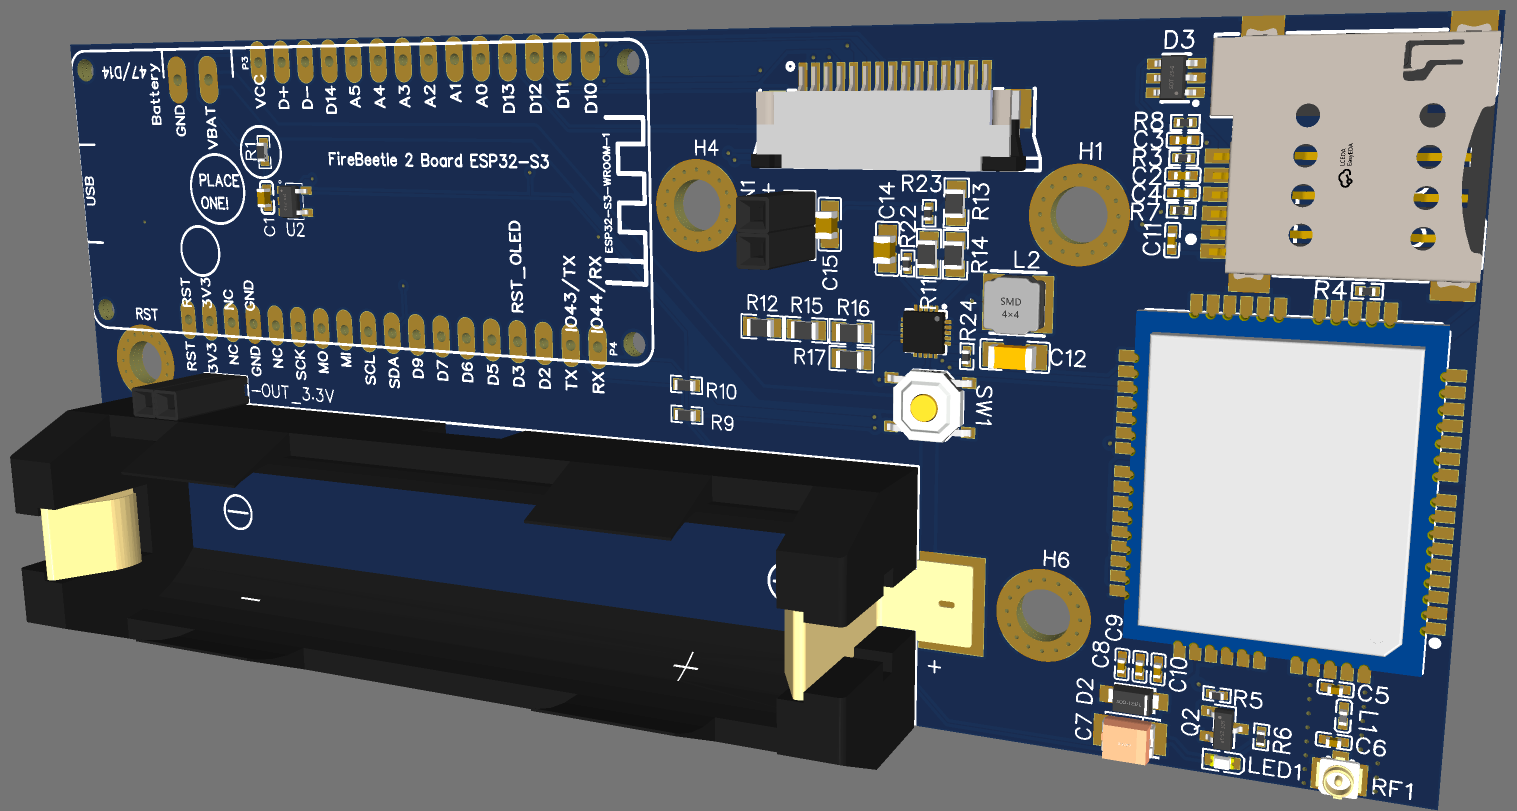 47/D14
Battery
GND
VBAT
P3
VCC
D+
D-
D14
A5
A4
A3
A2
A1
A0
D13
D12
D11
D10
USB
R1
PLACE
ONE!
U2
FireBeetle 2 Board ESP32-S3
ESP32-S3-WROOM-1
RST_OLED
IO43/TX
IO44/RX
RST
3V3
NC
GND
RST
RST
3V3
NC
GND
NC
SCK
MO
MI
SCL
SDA
D9
D7
D6
D5
D3
D2
TX
RX
P4
-OUT_3.3V
H4
H1
+
C15
C14
R23
R22
R13
R11
R14
L2
SMD
4×4
R12
R15
R16
R17
R24
C12
R10
R9
SW1
D3
R8
C3
R3
C2
C4
R7
C11
LCEDA
EasyEDA
R4
H6
-
+
+
C8
C9
C10
D2
C7
Q2
R5
R6
LED1
C5
L1
C6
RF1